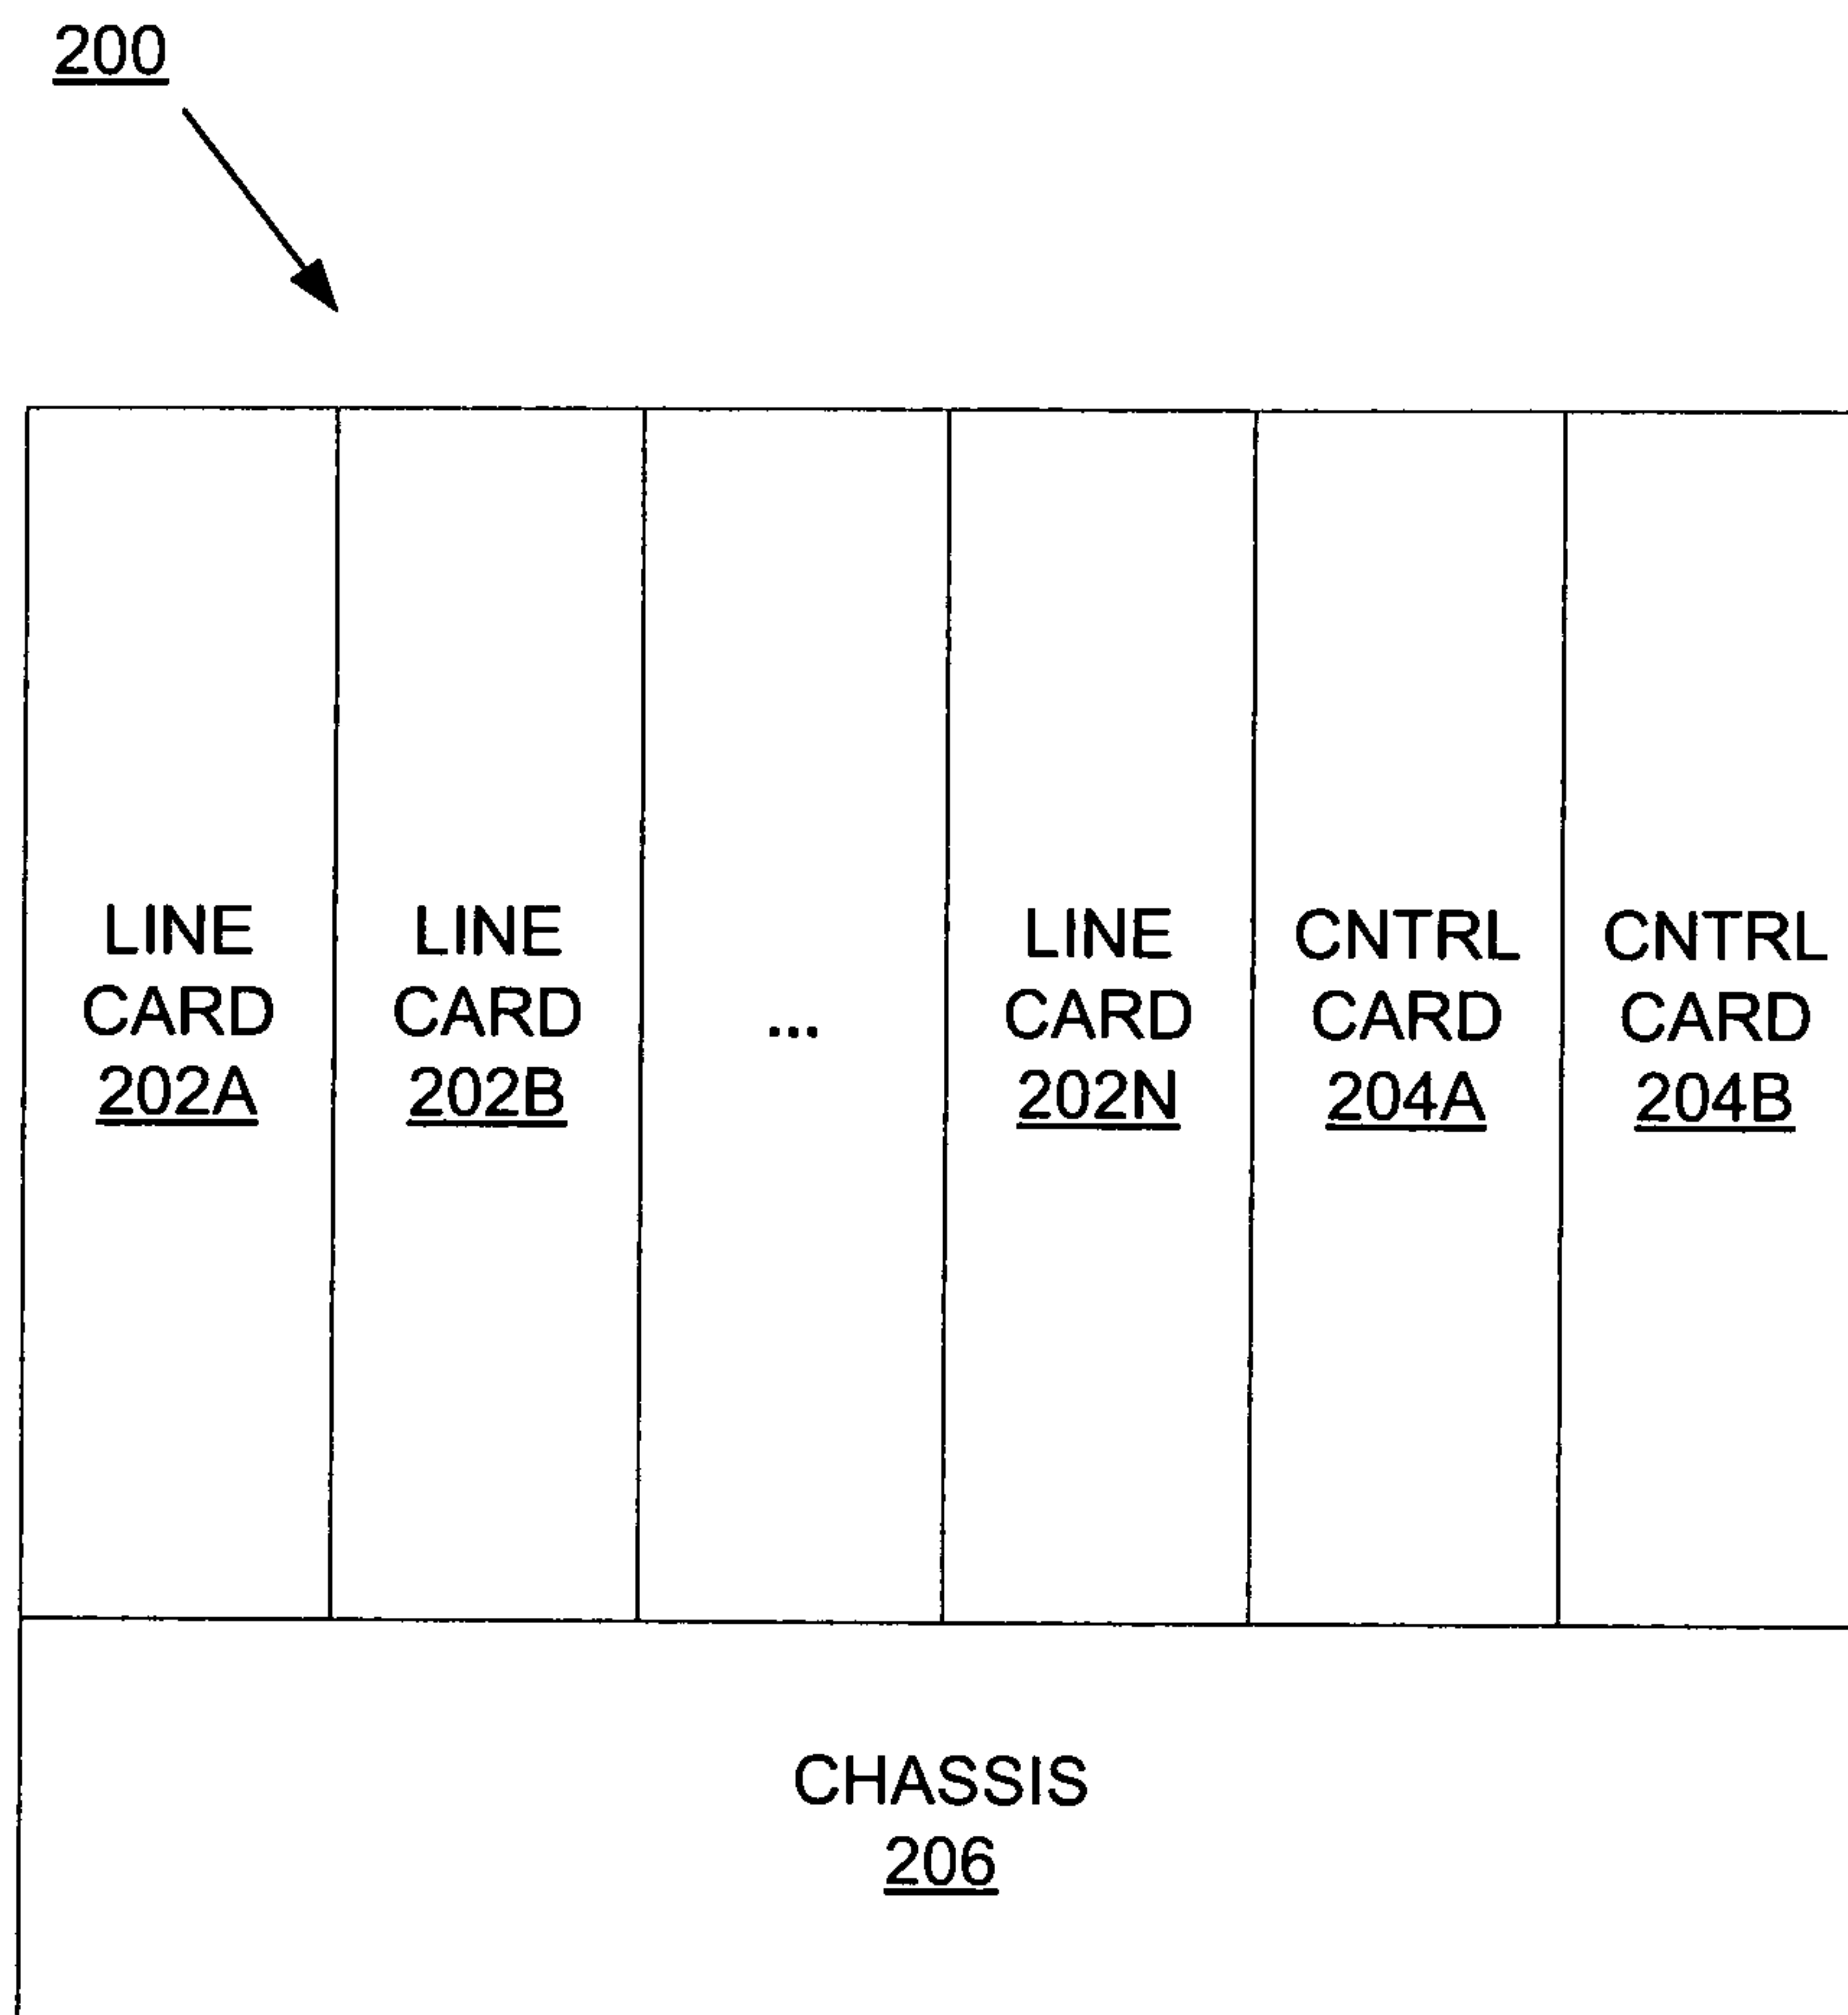 200
LINE
CARD
202A
LINE
CARD
202B
...
LINE
CARD
202N
CNTRL
CARD
204A
CNTRL
CARD
204B
CHASSIS
206